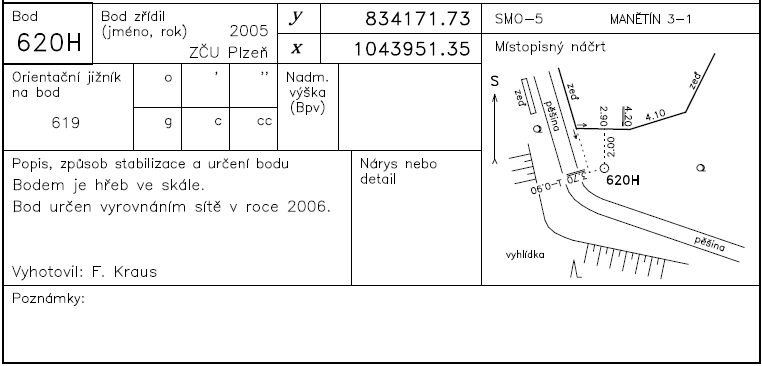 Bod
620H
Bod zřídil
(jméno, rok)
2005
ZČU Plzeň
y
834171.73
x
1043951.35
SMO-5
MANĚTÍN 3-1
Orientační jižník
na bod
619
o
'
''
g
c
cc
Nadm.
výška
(Bpv)
Místopisný náčrt
S
zeď
pěšina
zeď
zeď
2.90
4.20
4.10
2.00
620H
1-0.90
pěšina
vyhlídka
Popis, způsob stabilizace a určení bodu
Bodem je hřeb ve skále.
Bod určen vyrovnáním sítě v roce 2006.
Vyhotovil: F. Kraus
Nárys nebo
detail
Poznámky: